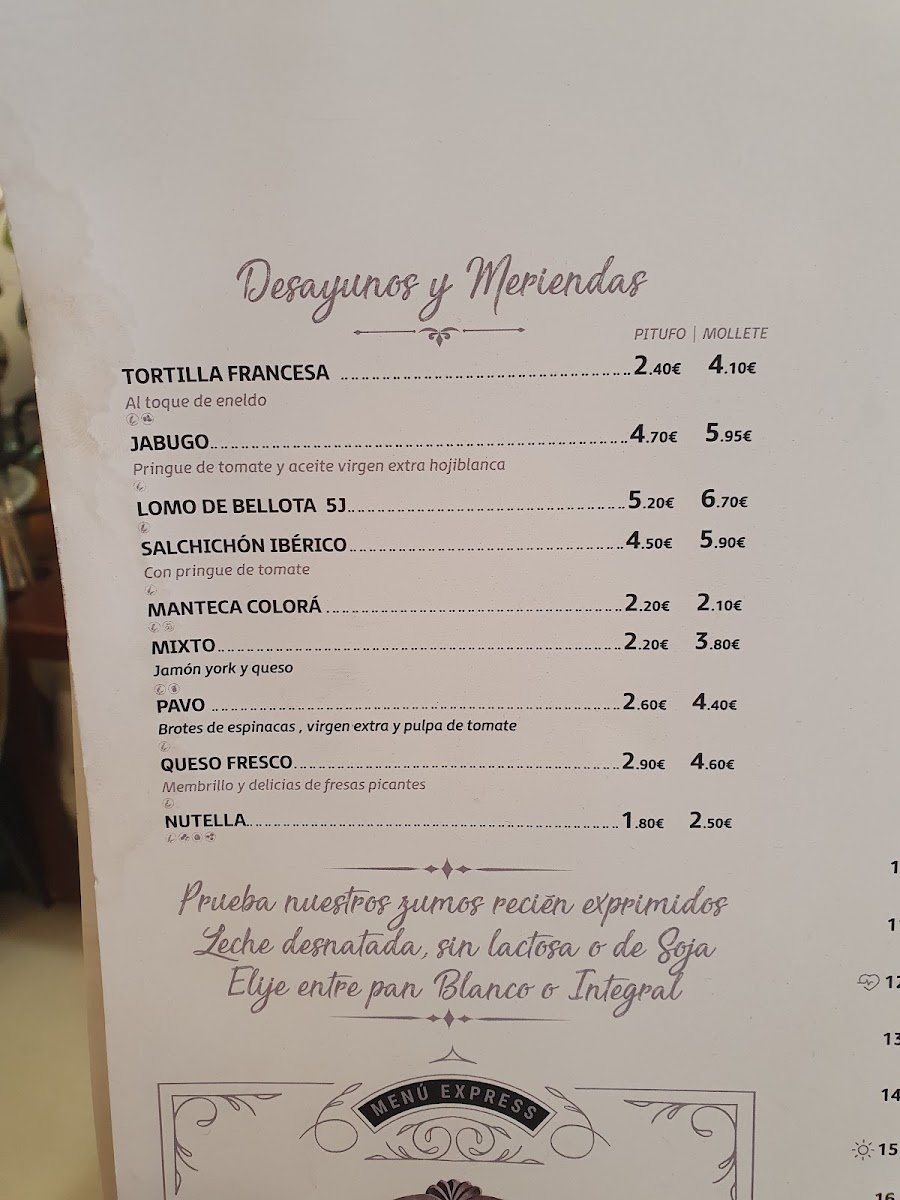 Desayunos y Meriendas
PITUFO | MOLLETE
TORTILLA FRANCESA ........ 2.40€ 4.10€
Al toque de eneldo
JABUGO........ 4.70€ 5.95€
Pringue de tomate y aceite virgen extra hojiblanca
LOMO DE BELLOTA 5J........ 5.20€ 6.70€
SALCHICHÓN IBÉRICO........ 4.50€ 5.90€
Con pringue de tomate
MANTECA COLORÁ ........ 2.20€ 2.10€
MIXTO........ 2.20€ 3.80€
Jamón york y queso
PAVO ........ 2.60€ 4.40€
Brotes de espinacas , virgen extra y pulpa de tomate
QUESO FRESCO........ 2.90€ 4.60€
Membrillo y delicias de fresas picantes
NUTELLA........ 1.80€ 2.50€
Prueba nuestros zumos recién exprimidos
Leche desnatada, sin lactosa o de Soja
Elije entre pan Blanco o Integral
MENÚ EXPRESS
12
13
14
15
16